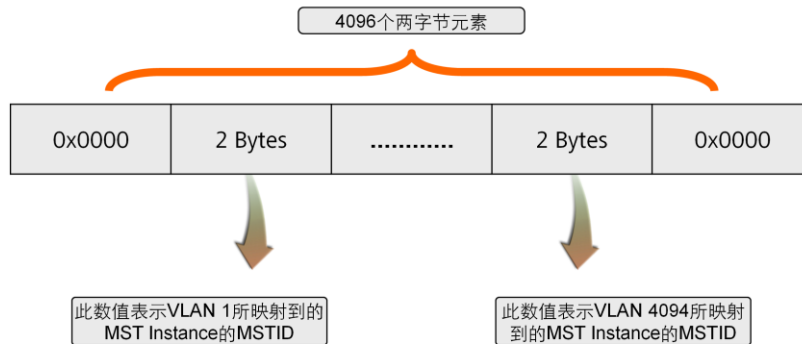 4096个两字节元素
0x0000 2 Bytes ............ 2 Bytes 0x0000
此数值表示VLAN 1所映射到的
MST Instance的MSTID
此数值表示VLAN 4094所映射
到的MST Instance的MSTID